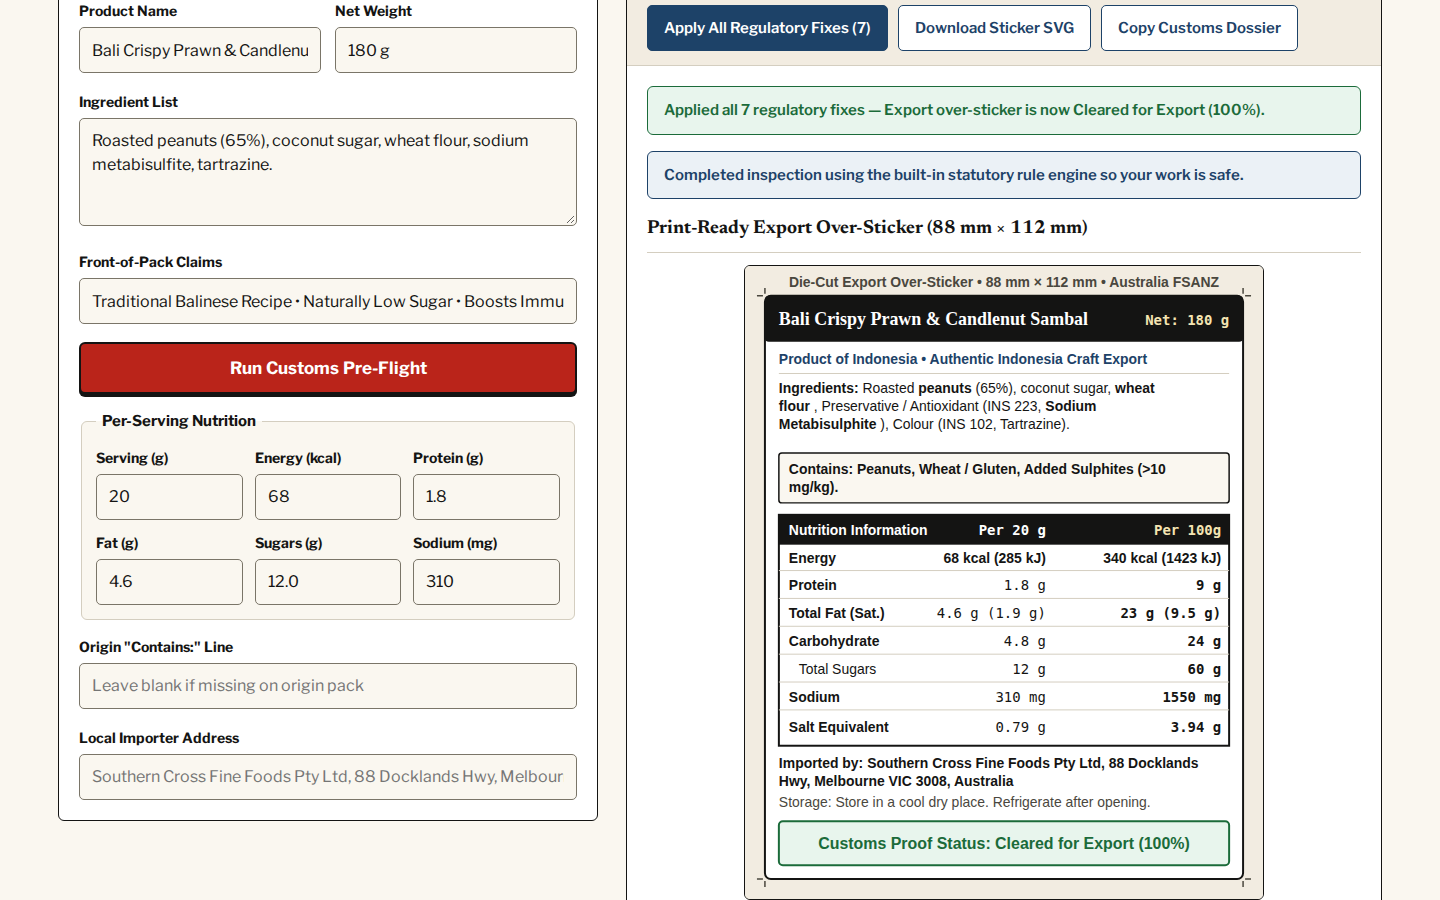 Product Name
Net Weight
Bali Crispy Prawn & Candlenu
180 g
Ingredient List
Roasted peanuts (65%), coconut sugar, wheat flour, sodium
metabisulfite, tartrazine.
Front-of-Pack Claims
Traditional Balinese Recipe • Naturally Low Sugar • Boosts Immu
Run Customs Pre-Flight
Per-Serving Nutrition
Serving (g)
Energy (kcal)
Protein (g)
20
68
1.8
Fat (g)
Sugars (g)
Sodium (mg)
4.6
12.0
310
Origin "Contains:" Line
Leave blank if missing on origin pack
Local Importer Address
Southern Cross Fine Foods Pty Ltd, 88 Docklands Hwy, Melbour
Apply All Regulatory Fixes (7)
Download Sticker SVG
Copy Customs Dossier
Applied all 7 regulatory fixes — Export over-sticker is now Cleared for Export (100%).
Completed inspection using the built-in statutory rule engine so your work is safe.
Print-Ready Export Over-Sticker (88 mm × 112 mm)
Die-Cut Export Over-Sticker • 88 mm × 112 mm • Australia FSANZ
Bali Crispy Prawn & Candlenut Sambal
Net: 180 g
Product of Indonesia • Authentic Indonesia Craft Export
Ingredients: Roasted peanuts (65%), coconut sugar, wheat
flour , Preservative / Antioxidant (INS 223, Sodium
Metabisulphite ), Colour (INS 102, Tartrazine).
Contains: Peanuts, Wheat / Gluten, Added Sulphites (>10
mg/kg).
Nutrition Information Per 20 g Per 100g
Energy 68 kcal (285 kJ) 340 kcal (1423 kJ)
Protein 1.8 g 9 g
Total Fat (Sat.) 4.6 g (1.9 g) 23 g (9.5 g)
Carbohydrate 4.8 g 24 g
Total Sugars 12 g 60 g
Sodium 310 mg 1550 mg
Salt Equivalent 0.79 g 3.94 g
Imported by: Southern Cross Fine Foods Pty Ltd, 88 Docklands
Hwy, Melbourne VIC 3008, Australia
Storage: Store in a cool dry place. Refrigerate after opening.
Customs Proof Status: Cleared for Export (100%)